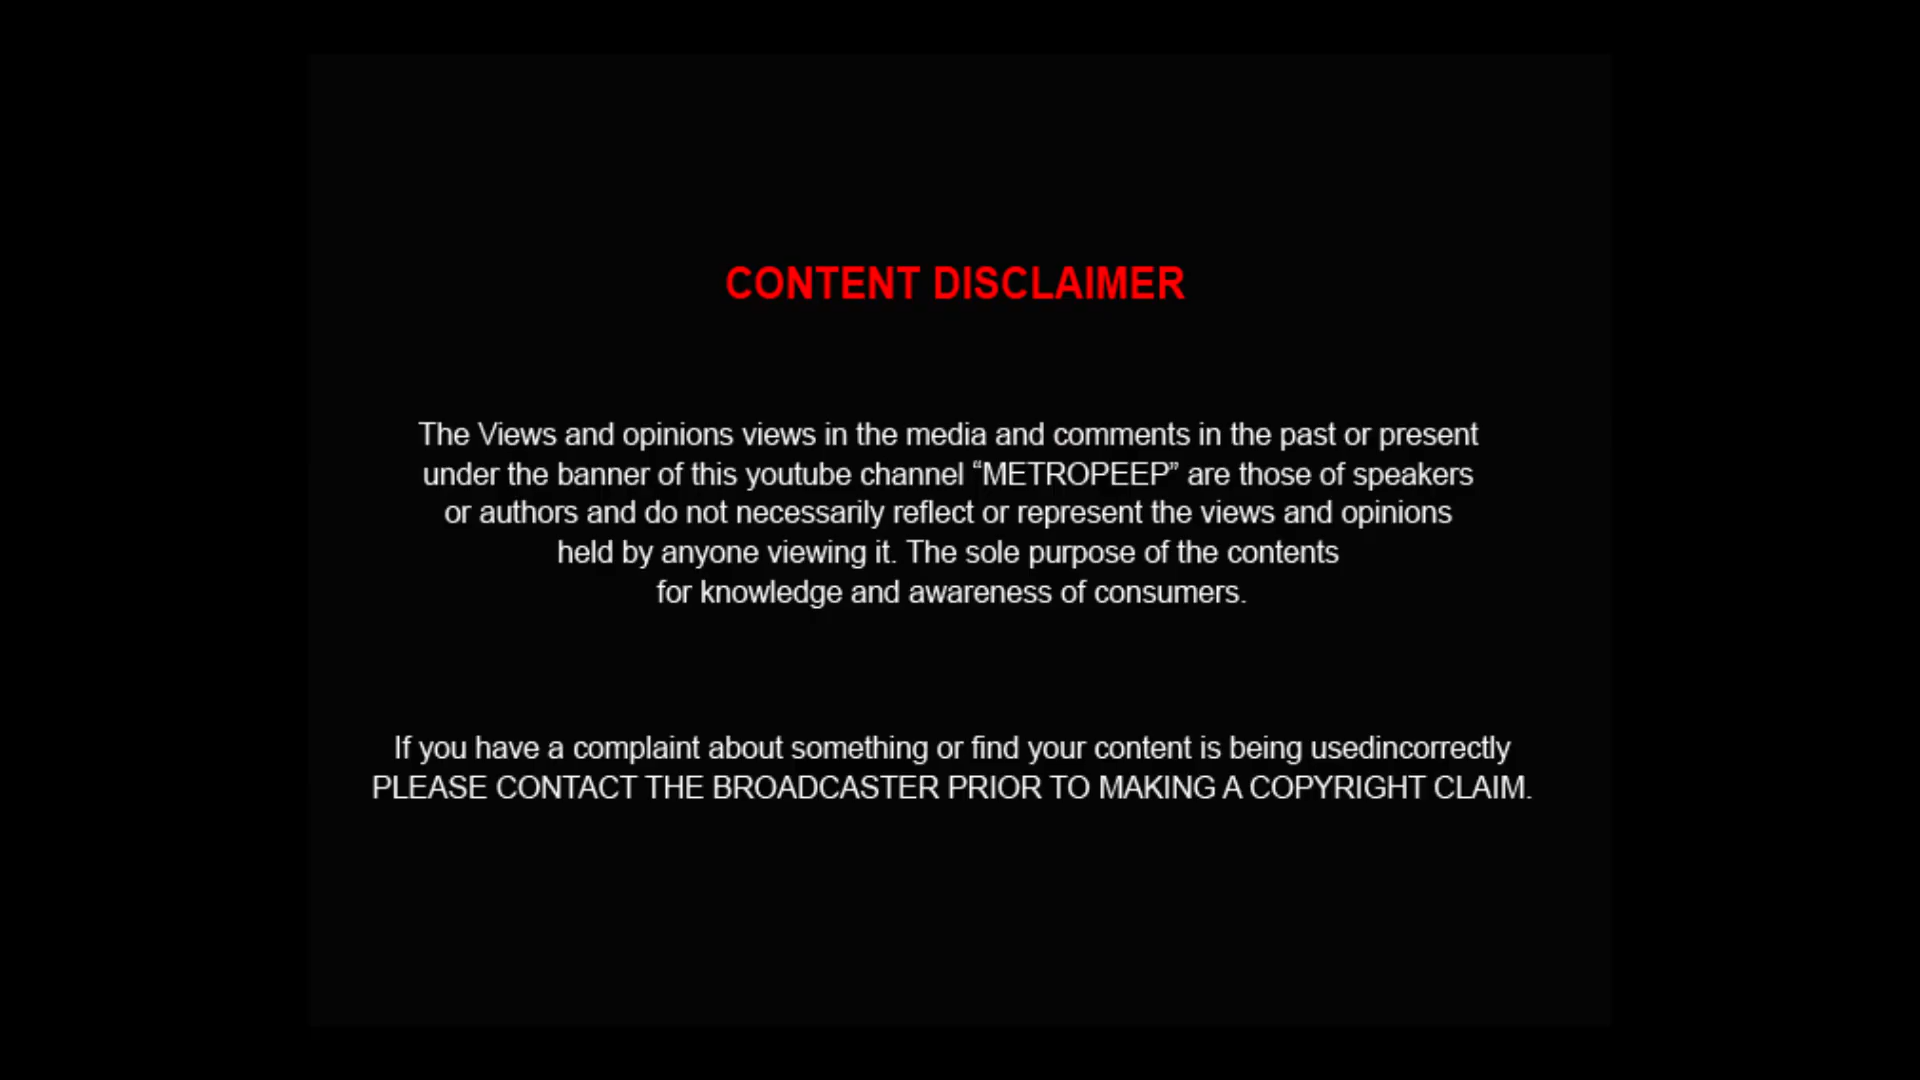 CONTENT DISCLAIMER
The Views and opinions views in the media and comments in the past or present
under the banner of this youtube channel “METROPEEP” are those of speakers
or authors and do not necessarily reflect or represent the views and opinions
held by anyone viewing it. The sole purpose of the contents
for knowledge and awareness of consumers.
If you have a complaint about something or find your content is being usedincorrectly
PLEASE CONTACT THE BROADCASTER PRIOR TO MAKING A COPYRIGHT CLAIM.